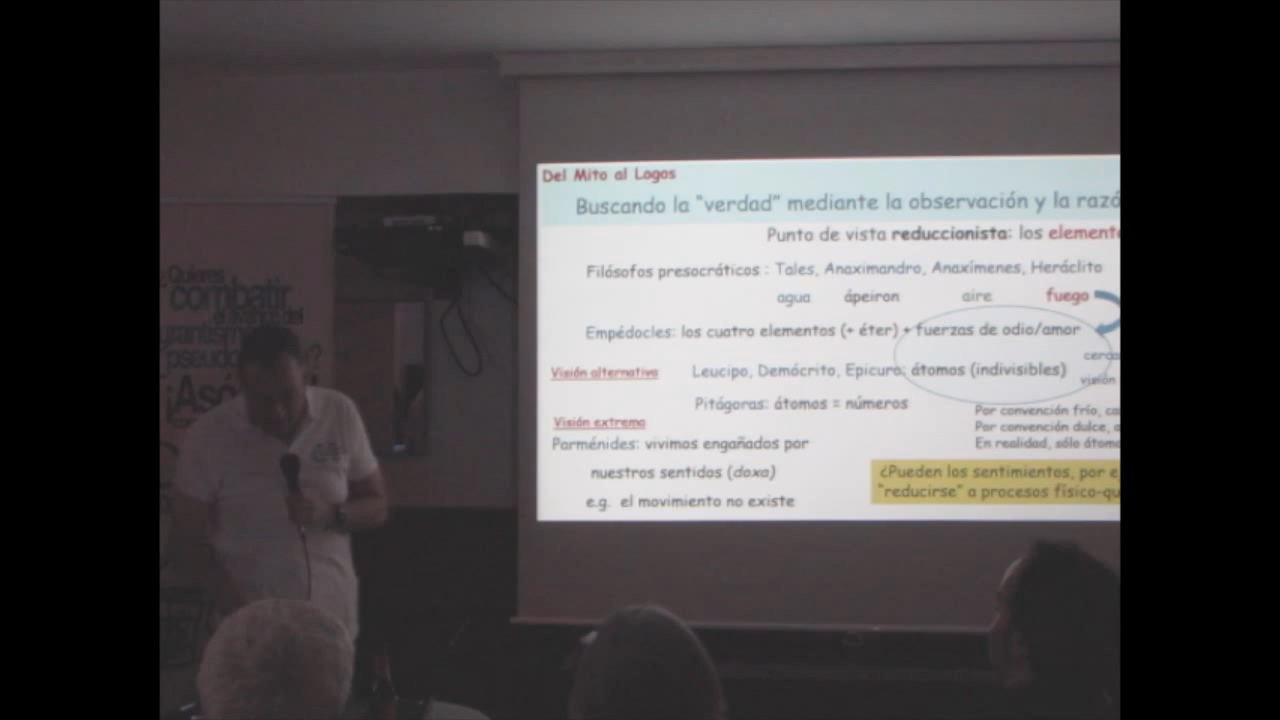 Del Mito al Logos
Buscando la "verdad" mediante la observación y la razó
Punto de vista reduccionista: los element
Filósofos presocráticos : Tales, Anaximandro, Anaxímenes, Heráclito
agua ápeiron aire fuego
Empédocles: los cuatro elementos (+ éter) + fuerzas de odio/amor
Visión alternativa Leucipo, Demócrito, Epicuro: átomos (indivisibles)
visión
Pitágoras: átomos = números
Por convención frío, ca
Visión extrema
Por convención dulce, a
Parménides: vivimos engañados por
En realidad, sólo átomo
nuestros sentidos (doxa)
¿Pueden los sentimientos, por e
"reducirse" a procesos físico-qu
e.g. el movimiento no existe
¿Quieres
combatir